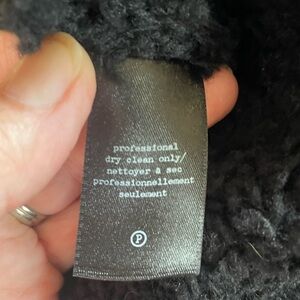 professional
dry clean only/
nettoyer à sec
professionnellement
seulement
P